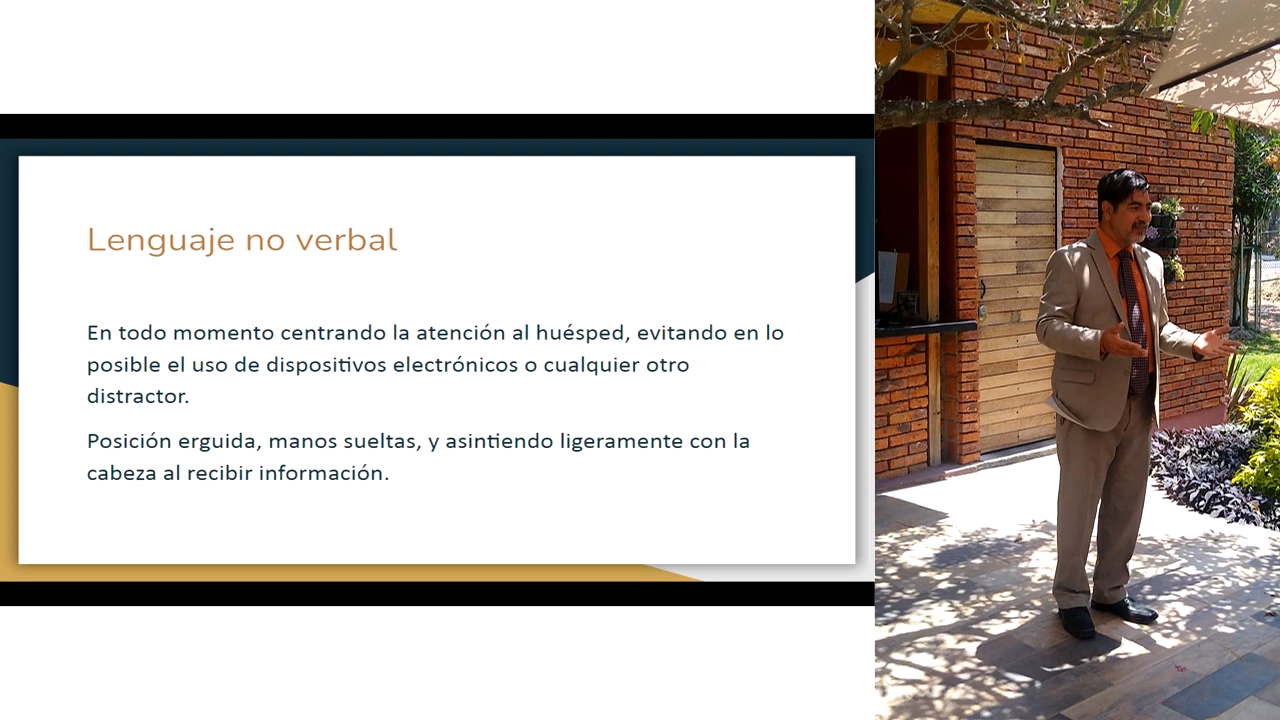 Lenguaje no verbal
En todo momento centrando la atención al huésped, evitando en lo
posible el uso de dispositivos electrónicos o cualquier otro
distractor.
Posición erguida, manos sueltas, y asintiendo ligeramente con la
cabeza al recibir información.